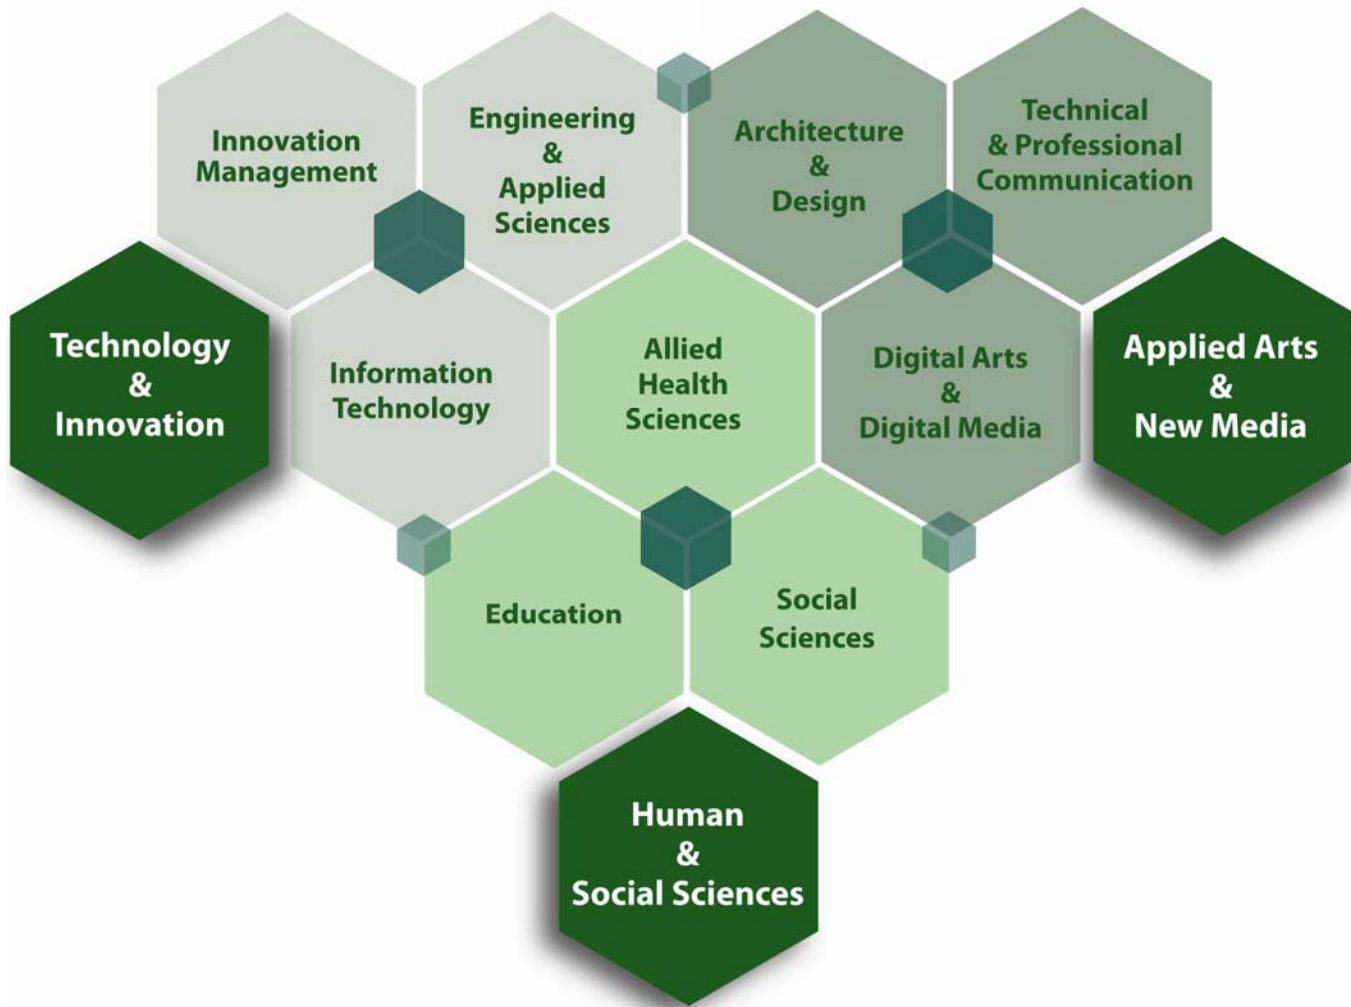 Innovation
Management
Engineering
&
Applied
Sciences
Architecture
&
Design
Technical
& Professional
Communication
Technology
&
Innovation
Information
Technology
Allied
Health
Sciences
Digital Arts
&
Digital Media
Applied Arts
&
New Media
Education
Social
Sciences
Human
&
Social Sciences